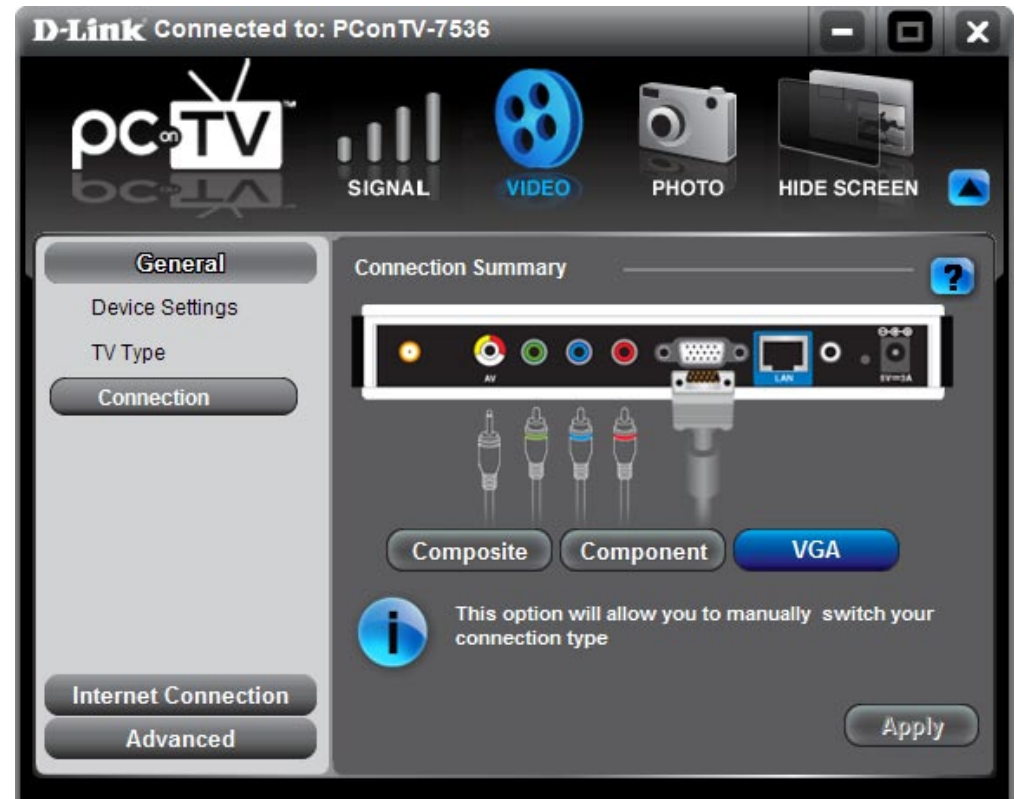 D-Link Connected to: PConTV-7536
PC on TV™
SIGNAL
VIDEO
PHOTO
HIDE SCREEN
General
Device Settings
TV Type
Connection
Internet Connection
Advanced
Connection Summary
?
AV
LAN
5V 3A
Composite
Component
VGA
i
This option will allow you to manually switch your
connection type
Apply